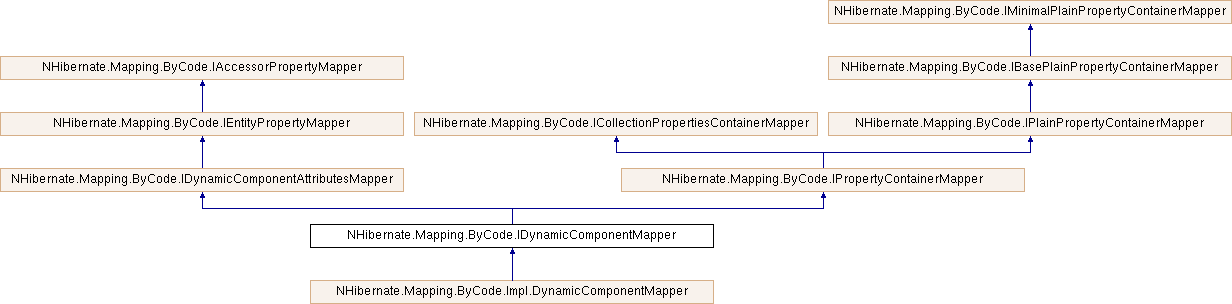 NHibernate.Mapping.ByCode.IMinimalPlainPropertyContainerMapper
NHibernate.Mapping.ByCode.IAccessorPropertyMapper
NHibernate.Mapping.ByCode.IBasePlainPropertyContainerMapper
NHibernate.Mapping.ByCode.IEntityPropertyMapper
NHibernate.Mapping.ByCode.ICollectionPropertiesContainerMapper
NHibernate.Mapping.ByCode.IPlainPropertyContainerMapper
NHibernate.Mapping.ByCode.IDynamicComponentAttributesMapper
NHibernate.Mapping.ByCode.IPropertyContainerMapper
NHibernate.Mapping.ByCode.IDynamicComponentMapper
NHibernate.Mapping.ByCode.Impl.DynamicComponentMapper